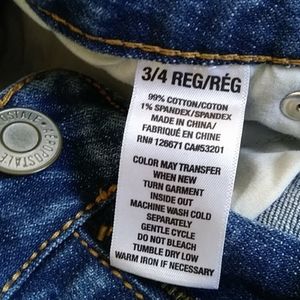 AÉROPOSTALE
3/4 REG/RÉG
99% COTTON/COTON
1% SPANDEX/SPANDEX
MADE IN CHINA/
FABRIQUÉ EN CHINE
RN# 126671 CA#53201
COLOR MAY TRANSFER
WHEN NEW
TURN GARMENT
INSIDE OUT
MACHINE WASH COLD
SEPARATELY
GENTLE CYCLE
DO NOT BLEACH
TUMBLE DRY LOW
WARM IRON IF NECESSARY